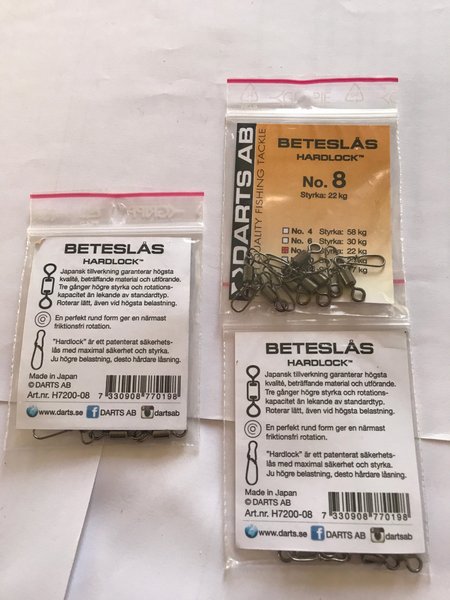 BETESLÅS
HARDLOCK™
Japansk tillverkning garanterar högsta
kvalité, beträffande material och utförande.
Tre gånger högre styrka och rotations-
kapacitet än lekande av standardtyp.
Roterar lätt, även vid högsta belastning.
En perfekt rund form ger en närmast
friktionsfri rotation.
"Hardlock" är ett patenterat säkerhets-
lås med maximal säkerhet och styrka.
Ju högre belastning, desto hårdare låsning.
Made in Japan
© DARTS AB
Art.nr. H7200-08
7 330908 770198
www.darts.se DARTS AB dartsab
DARTS AB
QUALITY FISHING TACKLE
BETESLÅS
HARDLOCK™
No. 8
Styrka: 22 kg
No. 4 Styrka: 58 kg
No. 6 Styrka: 30 kg
Styrka: 22 kg
BETESLÅS
HARDLOCK™
Japansk tillverkning garanterar högsta
kvalité, beträffande material och utförande.
Tre gånger högre styrka och rotations-
kapacitet än lekande av standardtyp.
Roterar lätt, även vid högsta belastning.
En perfekt rund form ger en närmast
friktionsfri rotation.
"Hardlock" är ett patenterat säkerhets-
lås med maximal säkerhet och styrka.
Ju högre belastning, desto hårdare låsning.
Made in Japan
© DARTS AB
Art.nr. H7200-08
7 330908 770198
www.darts.se DARTS AB dartsab